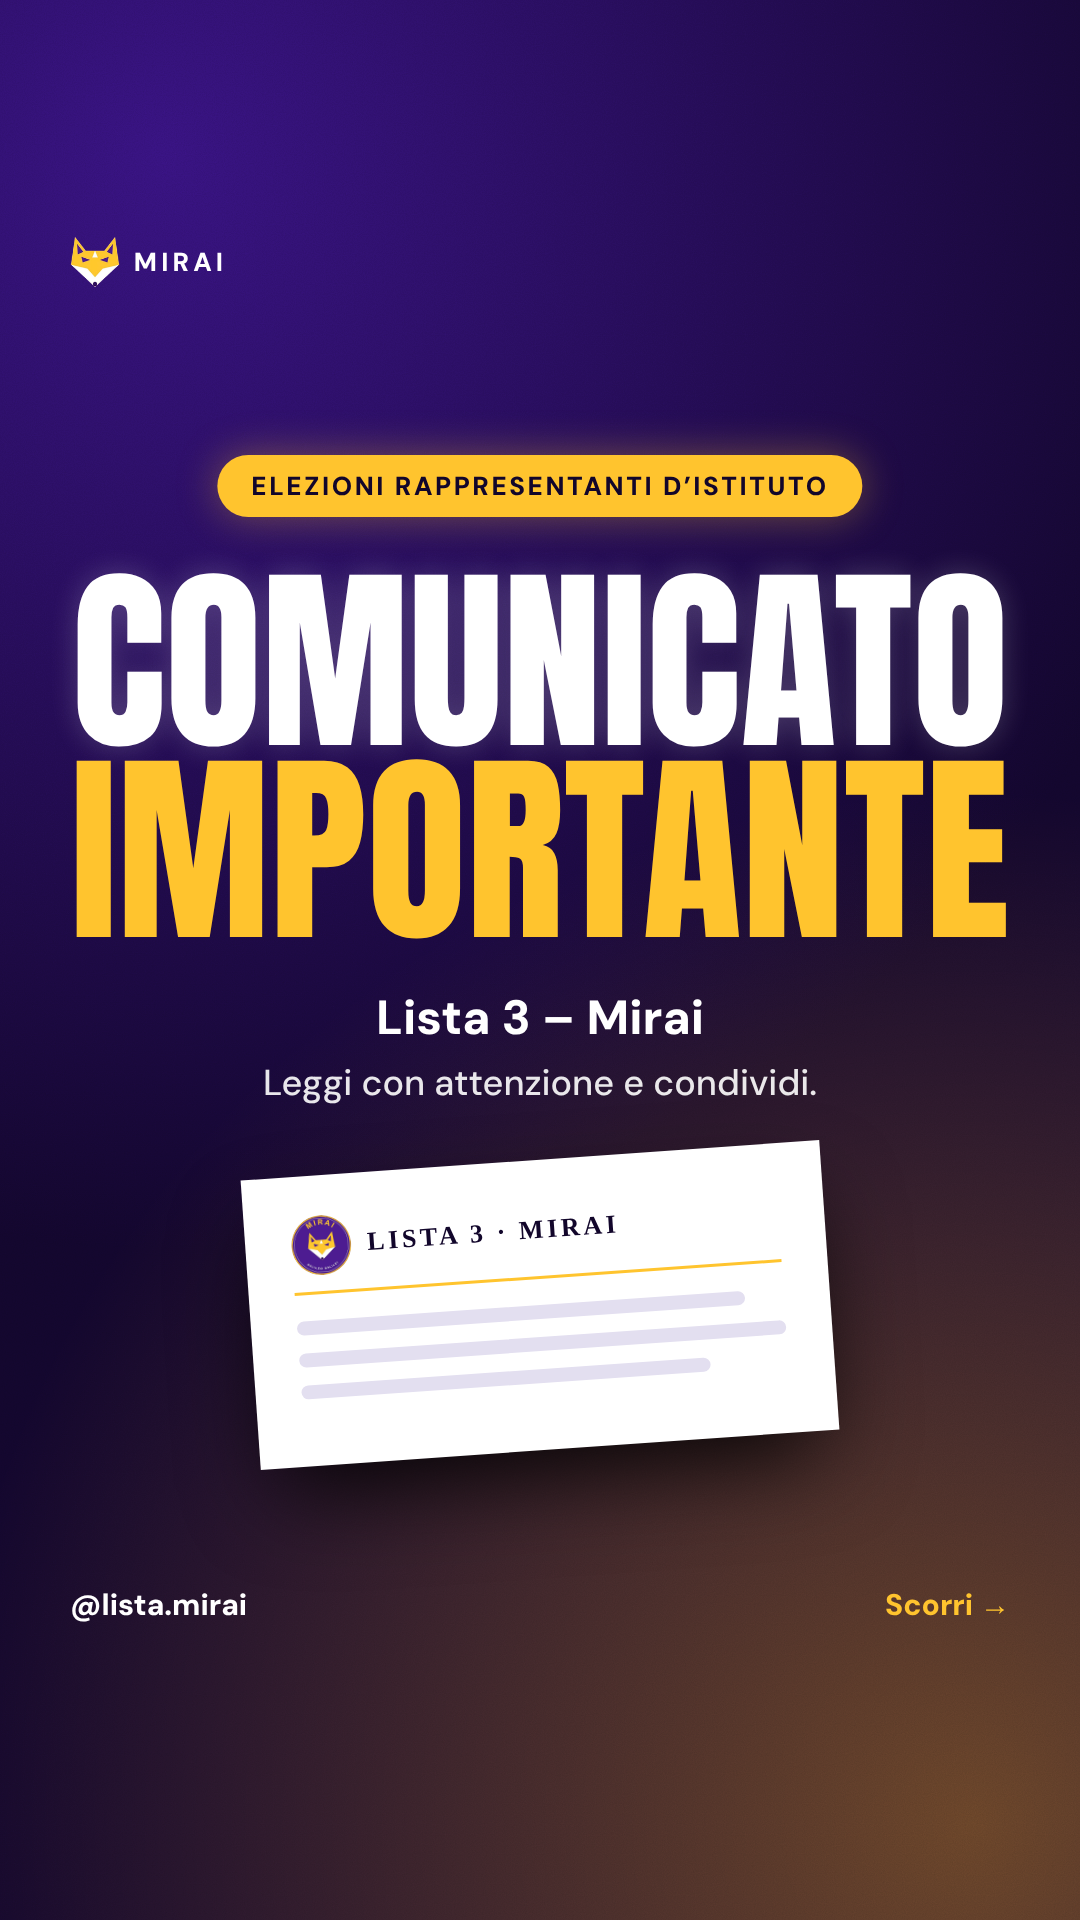 MIRAI
ELEZIONI RAPPRESENTANTI D’ISTITUTO
COMUNICATO
IMPORTANTE
Lista 3 – Mirai
Leggi con attenzione e condividi.
MIRAI
LISTA 3 · MIRAI
@lista.mirai
Scorri →